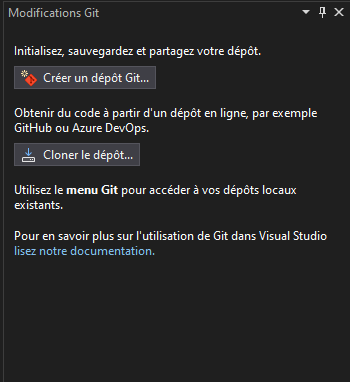 Modifications Git
Initialisez, sauvegardez et partagez votre dépôt.
Créer un dépôt Git...
Obtenir du code à partir d'un dépôt en ligne, par exemple
GitHub ou Azure DevOps.
Cloner le dépôt...
Utilisez le menu Git pour accéder à vos dépôts locaux
existants.
Pour en savoir plus sur l'utilisation de Git dans Visual Studio
lisez notre documentation.